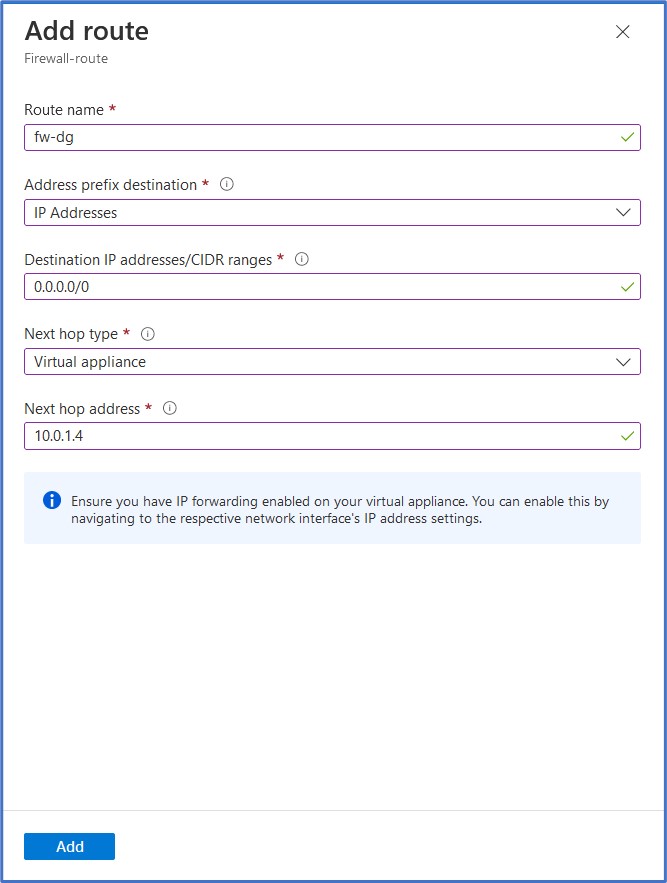 Add route
Firewall-route
Route name *
fw-dg
Address prefix destination *
IP Addresses
Destination IP addresses/CIDR ranges *
0.0.0.0/0
Next hop type *
Virtual appliance
Next hop address *
10.0.1.4
Ensure you have IP forwarding enabled on your virtual appliance. You can enable this by
navigating to the respective network interface's IP address settings.
Add